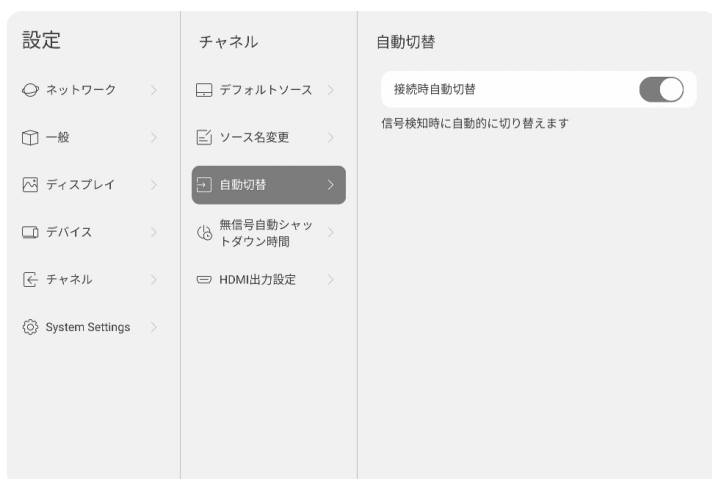 設定
ネットワーク
一般
ディスプレイ
デバイス
チャネル
System Settings
チャネル
デフォルトソース
ソース名変更
自動切替
無信号自動シャッ
トダウン時間
HDMI出力設定
自動切替
接続時自動切替
信号検知時に自動的に切り替えます